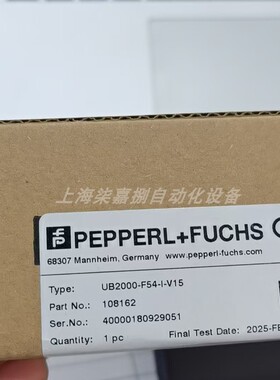 上海柒嘉捌自动化设备
PEPPERL+FUCHS
68307 Mannheim, Germany www.pepperl-fuchs.com
Type: UB2000-F54-I-V15
Part No.: 108162
Ser.No.: 40000180929051
Quantity: 1 pc Final Test Date: 2025-FE